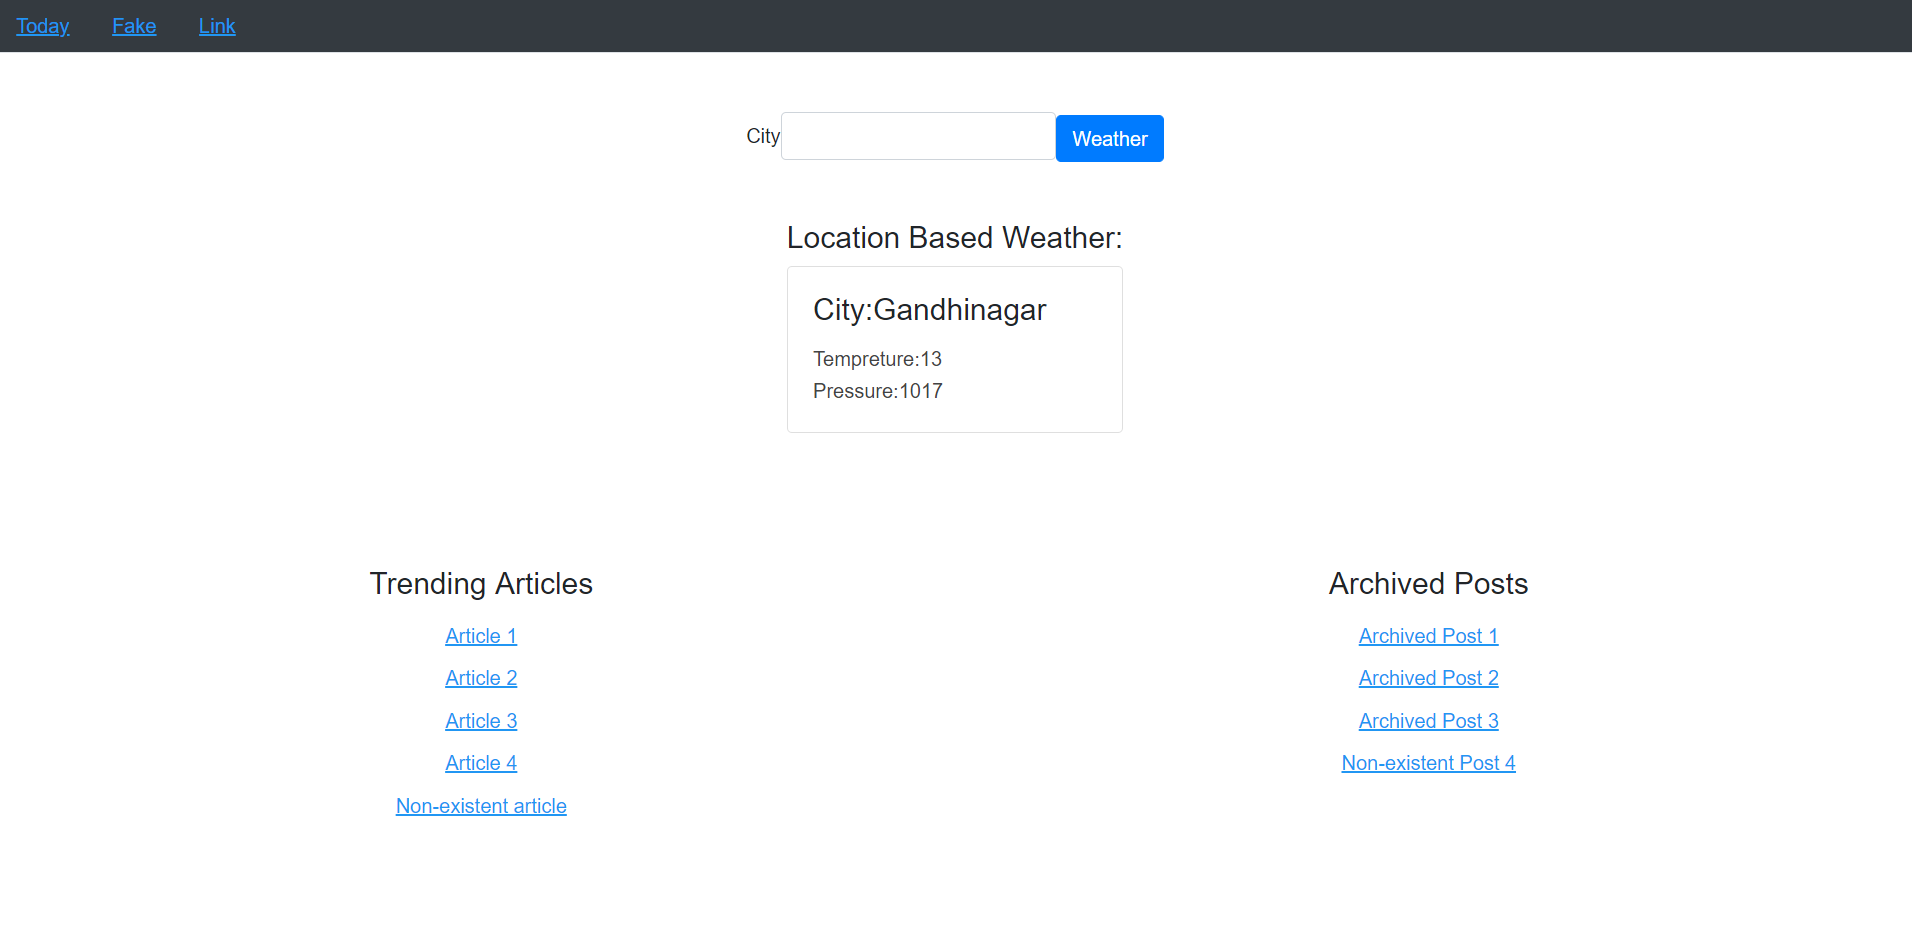 Today Fake Link
City Weather
Location Based Weather:
City:Gandhinagar
Tempreture:13
Pressure:1017
Trending Articles
Article 1
Article 2
Article 3
Article 4
Non-existent article
Archived Posts
Archived Post 1
Archived Post 2
Archived Post 3
Non-existent Post 4